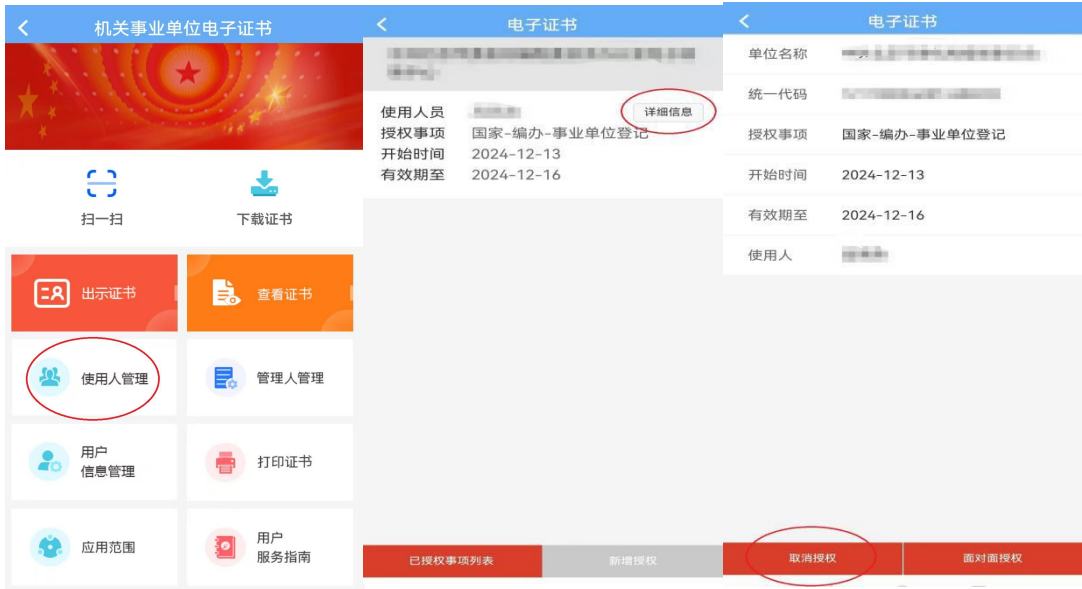 机关事业单位电子证书
扫一扫
下载证书
出示证书
查看证书
使用人管理
管理人管理
用户
信息管理
打印证书
应用范围
用户
服务指南
电子证书
使用人员
详细信息
授权事项 国家-编办-事业单位登记
开始时间 2024-12-13
有效期至 2024-12-16
已授权事项列表
新增授权
电子证书
单位名称
统一代码
授权事项 国家-编办-事业单位登记
开始时间 2024-12-13
有效期至 2024-12-16
使用人
取消授权
面对面授权